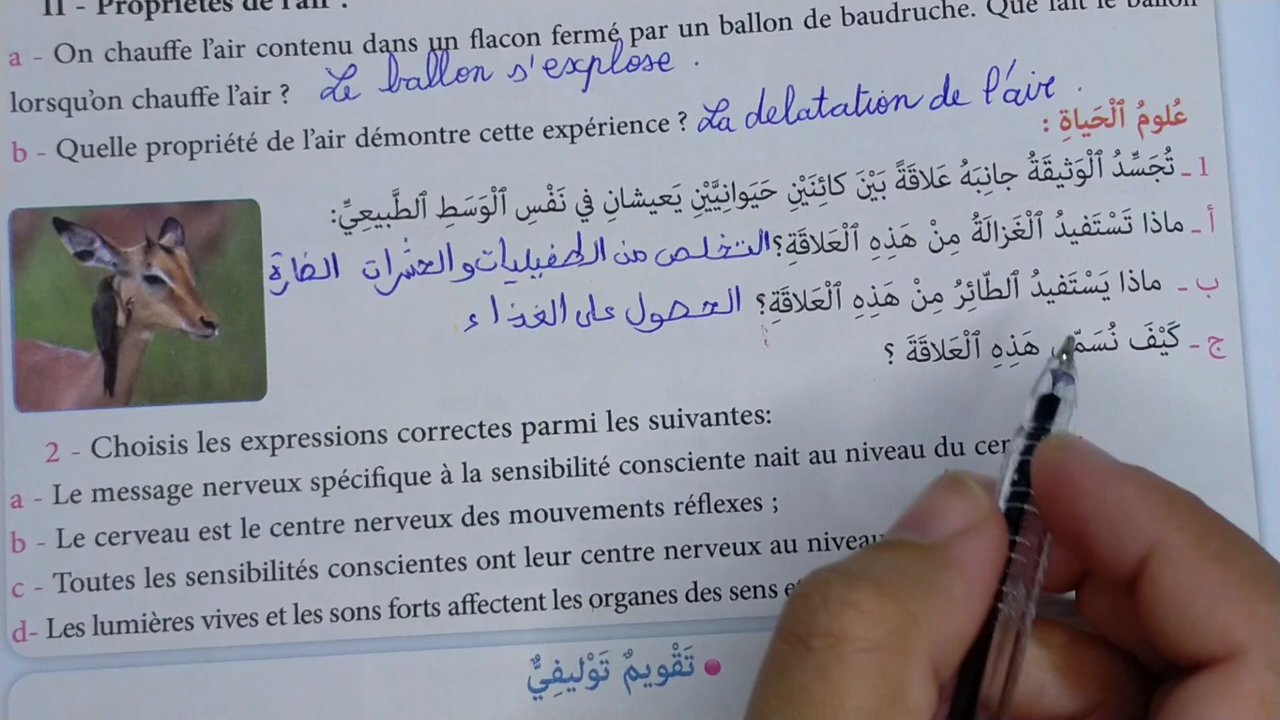 II - Propriétés de l'air :
a - On chauffe l'air contenu dans un flacon fermé par un ballon de baudruche. Que fait le ballon
lorsqu'on chauffe l'air ? Le ballon s'explose .
b - Quelle propriété de l'air démontre cette expérience ? La delatation de l'air .
عُلومُ ٱلْحَياةِ :
1 ـ تُجَسِّدُ ٱلْوَثيقَةُ جانِبَهُ عَلاقَةً بَيْنَ كائِنَيْنِ حَيَوانِيَّيْنِ يَعيشانِ في نَفْسِ ٱلْوَسَطِ ٱلطَّبيعِيِّ:
أ ـ ماذا تَسْتَفيدُ ٱلْغَزالَةُ مِنْ هَذِهِ ٱلْعَلاقَةِ؟ التخلص من الطفيليات و الحشرات الضارة
ب ـ ماذا يَسْتَفيدُ ٱلطّائِرُ مِنْ هَذِهِ ٱلْعَلاقَةِ؟ الحصول على الغذاء
ج ـ كَيْفَ نُسَمّي هَذِهِ ٱلْعَلاقَةَ ؟
2 - Choisis les expressions correctes parmi les suivantes:
a - Le message nerveux spécifique à la sensibilité consciente nait au niveau du
b - Le cerveau est le centre nerveux des mouvements réflexes ;
c - Toutes les sensibilités conscientes ont leur centre nerveux au niveau
d- Les lumières vives et les sons forts affectent les organes des sens
تَقْويمٌ تَوْليفِيٌّ